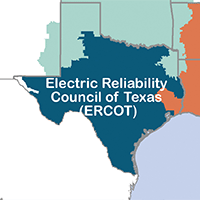 Electric Reliability
Council of Texas
(ERCOT)